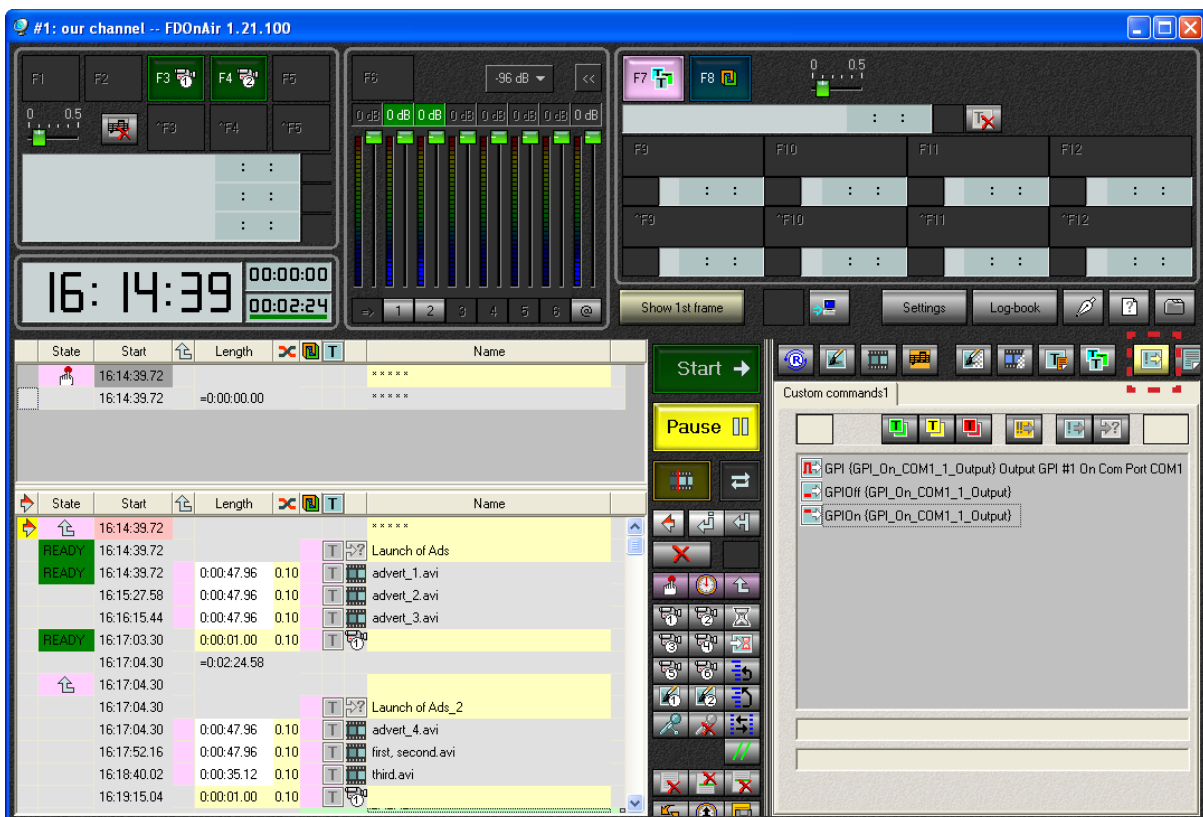 #1: our channel -- FDOnAir 1.21.100
F1 F2 F3 1 F4 2 F5
0 0.5
^F3 ^F4 ^F5
: :
: :
: :
F6 -96 dB <<
0 dB 0 dB 0 dB 0 dB 0 dB 0 dB 0 dB 0 dB
=> 1 2 3 4 5 6 @
F7 T F8
0 0.5
: : T
F9 F10 F11 F12
: : : : : : : :
^F9 ^F10 ^F11 ^F12
: : : : : : : :
16:14:39 00:00:00
00:02:24
Show 1st frame Settings Log-book ?
State Start Length T Name
16:14:39.72 *****
16:14:39.72 =0:00:00.00 *****
State Start Length T Name
16:14:39.72 *****
READY 16:14:39.72 T ? Launch of Ads
READY 16:14:39.72 0:00:47.96 0.10 T advert_1.avi
16:15:27.58 0:00:47.96 0.10 T advert_2.avi
16:16:15.44 0:00:47.96 0.10 T advert_3.avi
READY 16:17:03.30 0:00:01.00 0.10 T 1
16:17:04.30 =0:02:24.58
16:17:04.30
16:17:04.30 T ? Launch of Ads_2
16:17:04.30 0:00:47.96 0.10 T advert_4.avi
16:17:52.16 0:00:47.96 0.10 T first, second.avi
16:18:40.02 0:00:35.12 0.10 T third.avi
16:19:15.04 0:00:01.00 0.10 T 1
Start
Pause
1 2
3 4
5 6
1 2
R T T
Custom commands1
T T T ?
GPI {GPI_On_COM1_1_Output} Output GPI #1 On Com Port COM1
GPIOff {GPI_On_COM1_1_Output}
GPIOn {GPI_On_COM1_1_Output}